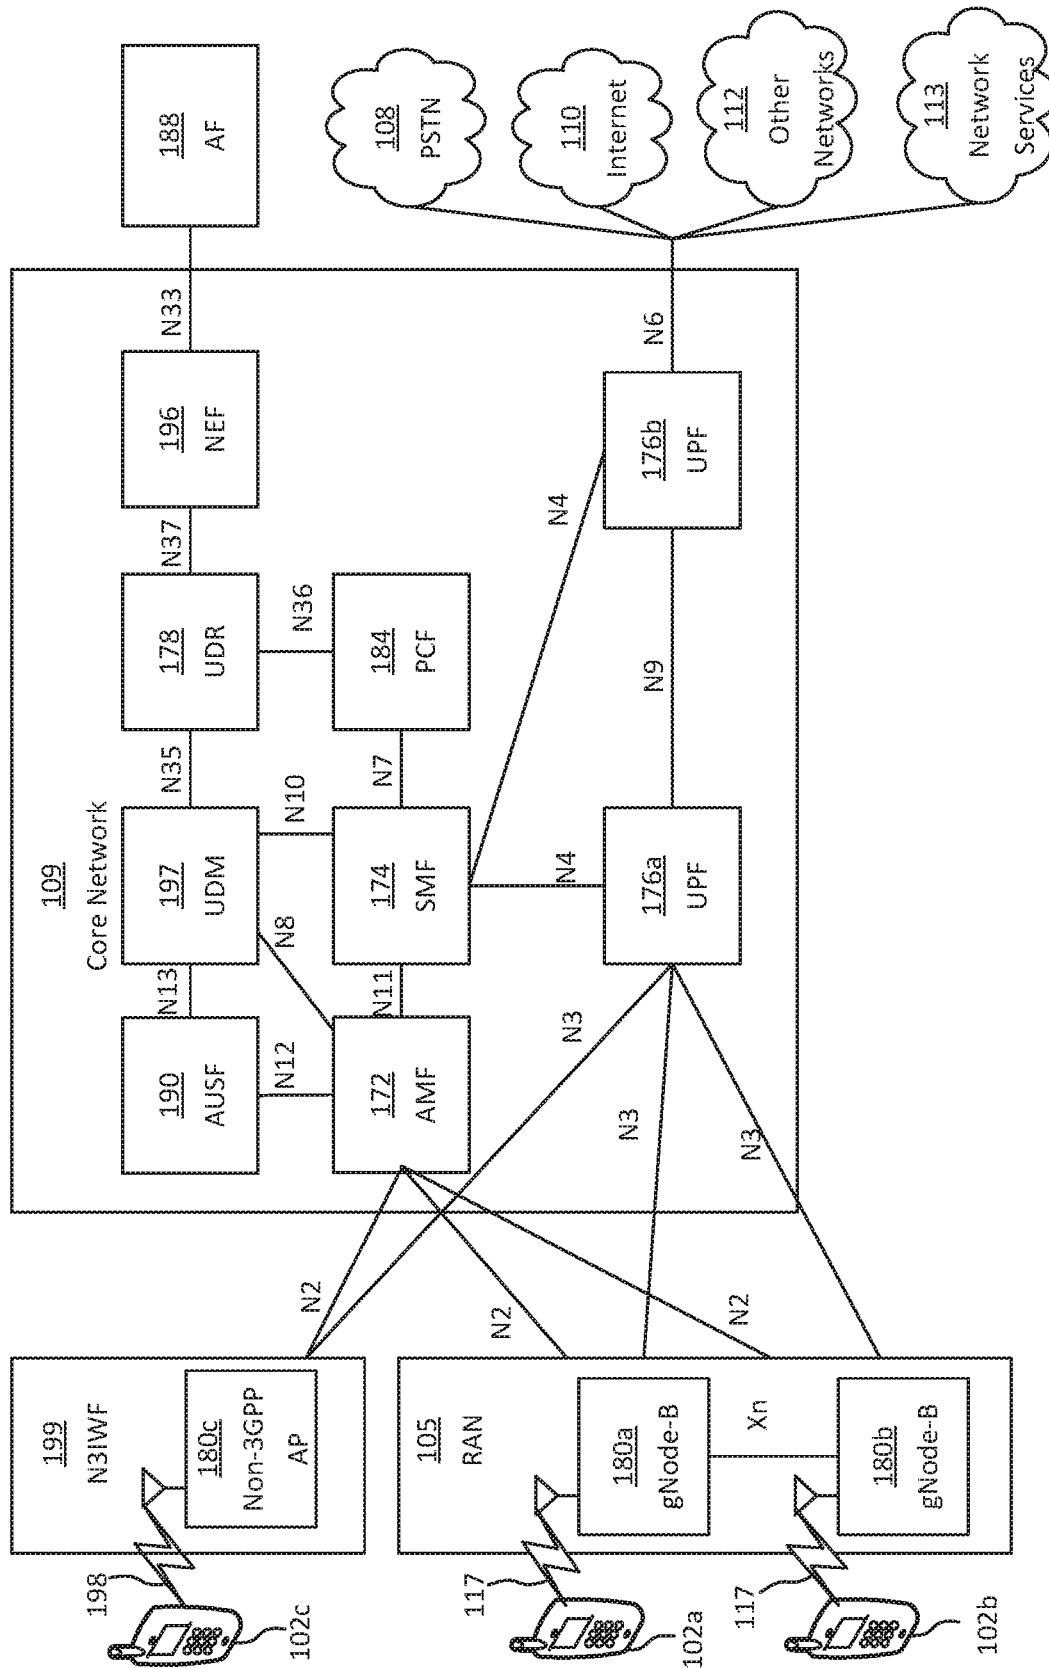 109
Core Network
199
N3IWF
180c
Non-3GPP
AP
198
102c
N2
190
AUSF
N13
197
UDM
N35
178
UDR
N37
196
NEF
N33
188
AF
N12
N8
N10
N36
172
AMF
N11
174
SMF
N7
184
PCF
108
PSTN
110
Internet
112
Other
Networks
113
Network
Services
105
RAN
180a
gNode-B
Xn
180b
gNode-B
117
102a
117
102b
N2
N2
N3
N3
N3
N4
N4
176a
UPF
N9
176b
UPF
N6